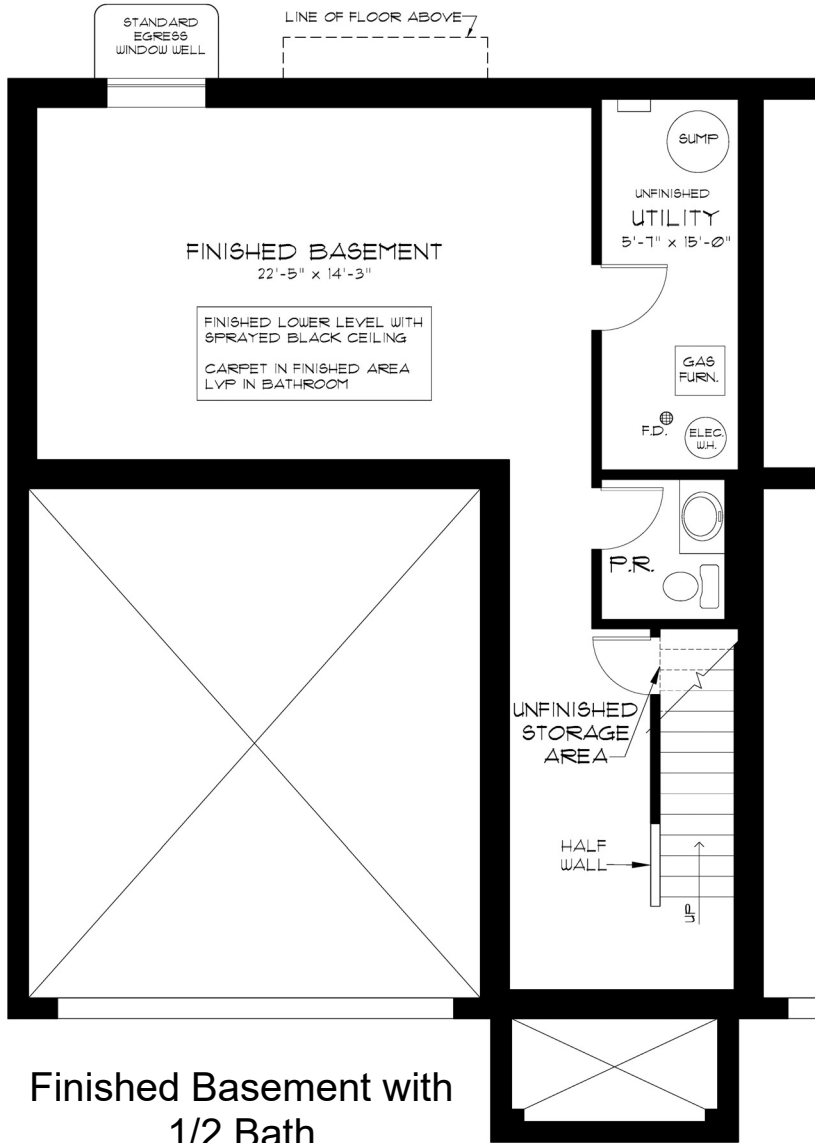 STANDARD
EGRESS
WINDOW WELL
LINE OF FLOOR ABOVE
SUMP
UNFINISHED
UTILITY
5'-7" x 15'-0"
FINISHED BASEMENT
22'-5" x 14'-3"
FINISHED LOWER LEVEL WITH
SPRAYED BLACK CEILING
CARPET IN FINISHED AREA
LVP IN BATHROOM
GAS
FURN.
F.D.
ELEC.
W.H.
P.R.
UNFINISHED
STORAGE
AREA
HALF
WALL
UP
Finished Basement with
1/2 Bath